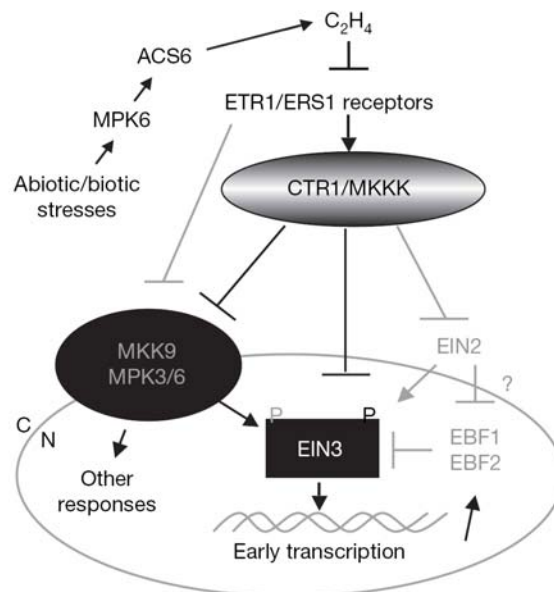 C₂H₄
ACS6
ETR1/ERS1 receptors
MPK6
Abiotic/biotic
stresses
CTR1/MKKK
MKK9
MPK3/6
EIN2
?
C
N
P
P
EIN3
EBF1
EBF2
Other
responses
Early transcription